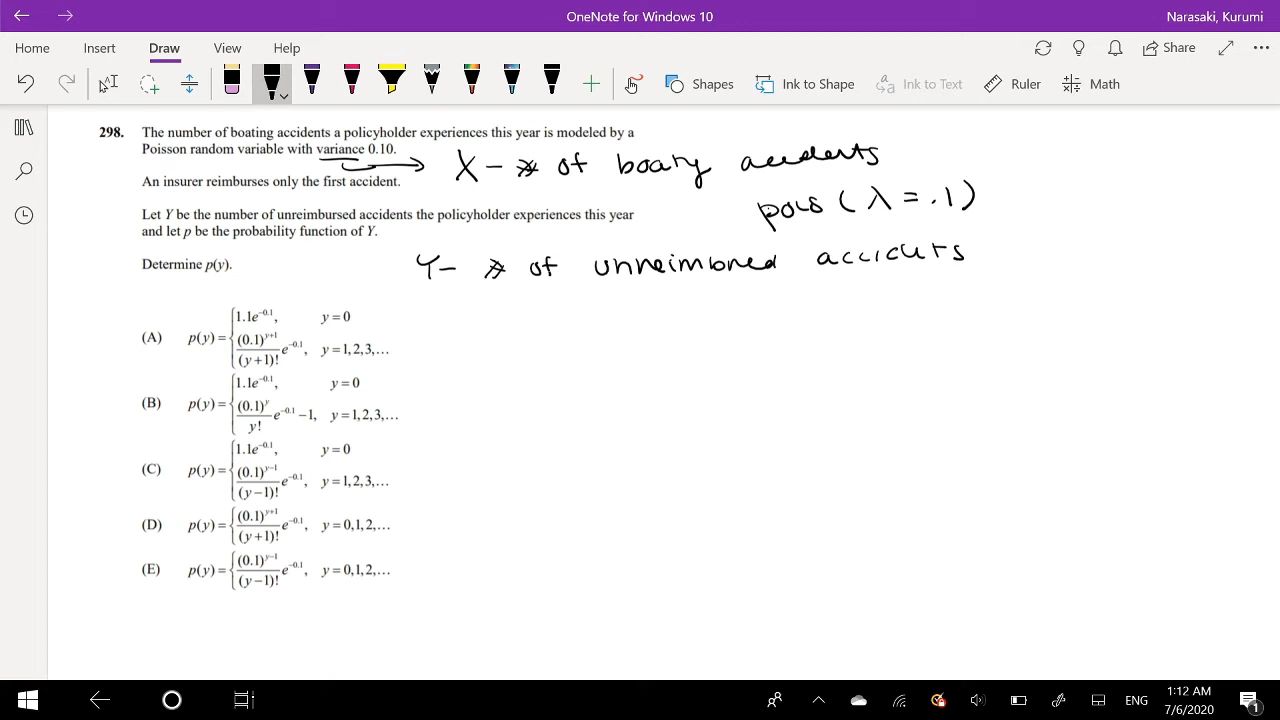 OneNote for Windows 10
Narasaki, Kurumi
Home Insert Draw View Help Share
Shapes Ink to Shape Ink to Text Ruler Math
298. The number of boating accidents a policyholder experiences this year is modeled by a
Poisson random variable with variance 0.10.
X - # of boating accidents
An insurer reimburses only the first accident.
pois (λ = .1)
Let Y be the number of unreimbursed accidents the policyholder experiences this year
and let p be the probability function of Y.
Determine p(y).
Y - # of unreimbursed accidents
(A) p(y) = { 1.1e^{-0.1}, y = 0
(0.1)^{y+1}/(y+1)! e^{-0.1}, y = 1,2,3,…
(B) p(y) = { 1.1e^{-0.1}, y = 0
(0.1)^{y}/y! e^{-0.1} - 1, y = 1,2,3,…
(C) p(y) = { 1.1e^{-0.1}, y = 0
(0.1)^{y-1}/(y-1)! e^{-0.1}, y = 1,2,3,…
(D) p(y) = { (0.1)^{y+1}/(y+1)! e^{-0.1}, y = 0,1,2,…
(E) p(y) = { (0.1)^{y-1}/(y-1)! e^{-0.1}, y = 0,1,2,…
ENG
1:12 AM
7/6/2020
1